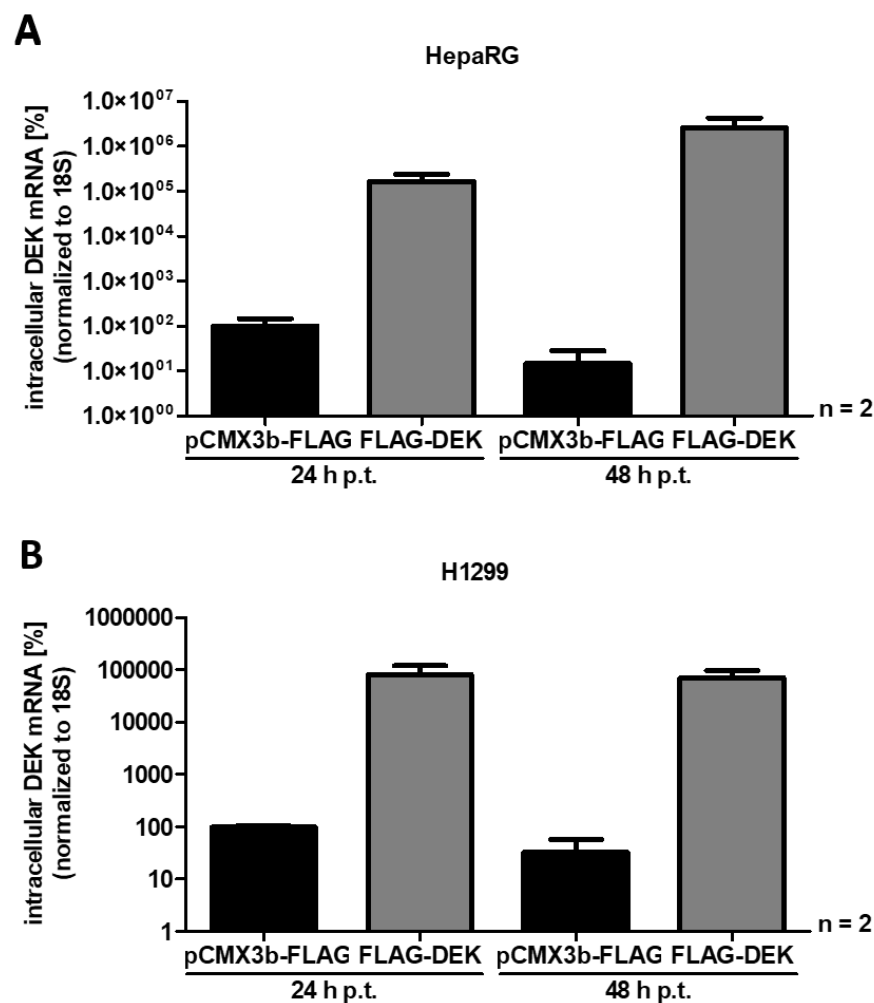 A
HepaRG
intracellular DEK mRNA [%]
(normalized to 18S)
1.0×10⁰⁷
1.0×10⁰⁶
1.0×10⁰⁵
1.0×10⁰⁴
1.0×10⁰³
1.0×10⁰²
1.0×10⁰¹
1.0×10⁰⁰
n = 2
pCMX3b-FLAG FLAG-DEK pCMX3b-FLAG FLAG-DEK
24 h p.t. 48 h p.t.
B
H1299
intracellular DEK mRNA [%]
(normalized to 18S)
1000000
100000
10000
1000
100
10
1
n = 2
pCMX3b-FLAG FLAG-DEK pCMX3b-FLAG FLAG-DEK
24 h p.t. 48 h p.t.